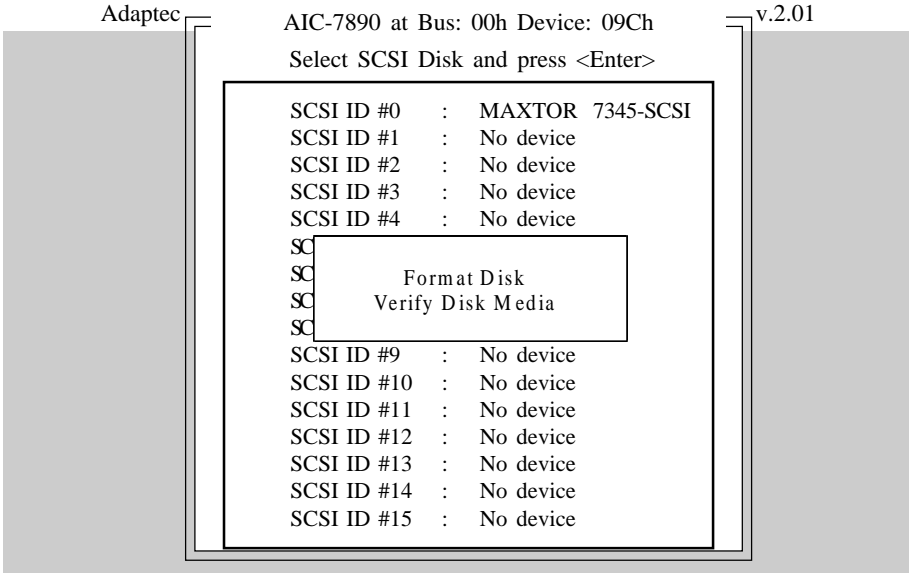 Adaptec AIC-7890 at Bus: 00h Device: 09Ch v.2.01
Select SCSI Disk and press <Enter>
SCSI ID #0 : MAXTOR 7345-SCSI
SCSI ID #1 : No device
SCSI ID #2 : No device
SCSI ID #3 : No device
SCSI ID #4 : No device
SC
SC
Format Disk
SC
Verify Disk Media
SC
SCSI ID #9 : No device
SCSI ID #10 : No device
SCSI ID #11 : No device
SCSI ID #12 : No device
SCSI ID #13 : No device
SCSI ID #14 : No device
SCSI ID #15 : No device